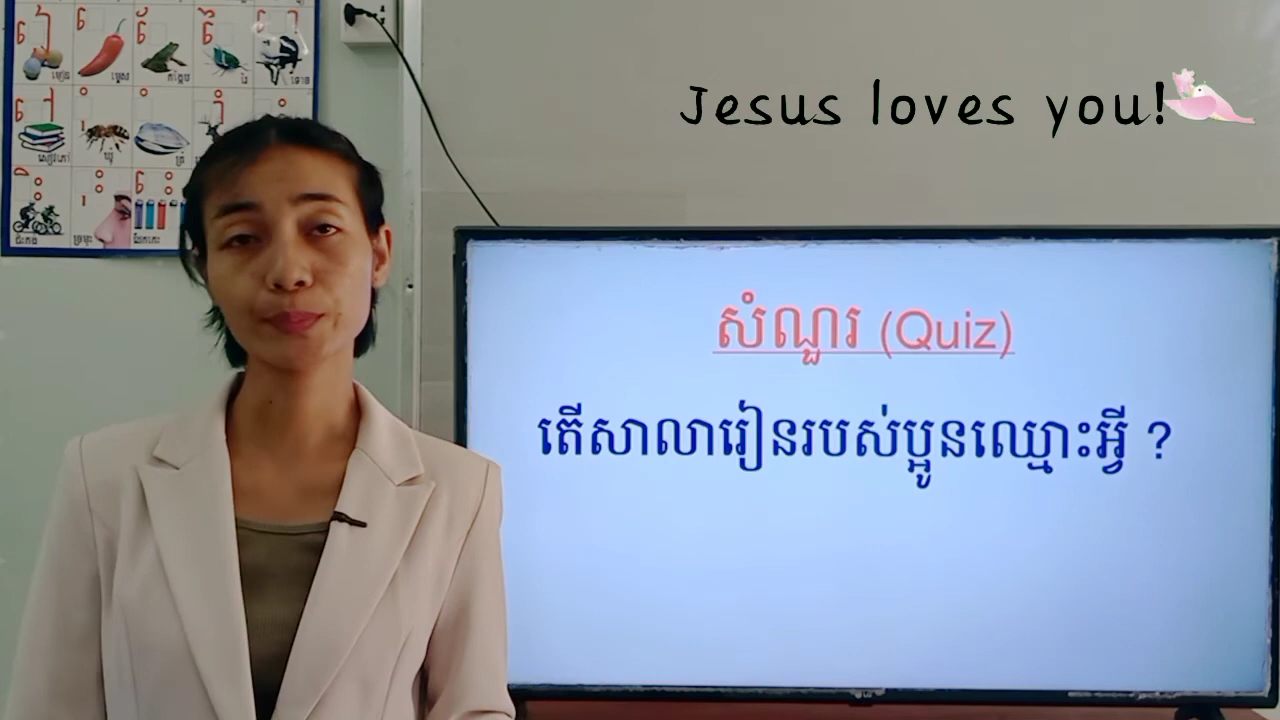 Jesus loves you!
សំណួរ (Quiz)
តើសាលារៀនរបស់ប្អូនឈ្មោះអ្វី ?